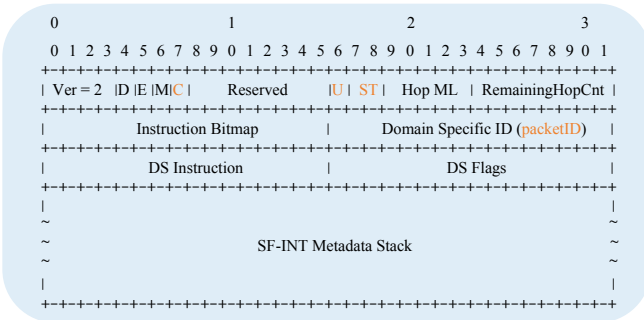 0 1 2 3
0 1 2 3 4 5 6 7 8 9 0 1 2 3 4 5 6 7 8 9 0 1 2 3 4 5 6 7 8 9 0 1
+-+-+-+-+-+-+-+-+-+-+-+-+-+-+-+-+-+-+-+-+-+-+-+-+-+-+-+-+-+-+-+-+
| Ver = 2 |D |E |M|C | Reserved |U | ST | Hop ML | RemainingHopCnt |
+-+-+-+-+-+-+-+-+-+-+-+-+-+-+-+-+-+-+-+-+-+-+-+-+-+-+-+-+-+-+-+-+
| Instruction Bitmap | Domain Specific ID (packetID) |
+-+-+-+-+-+-+-+-+-+-+-+-+-+-+-+-+-+-+-+-+-+-+-+-+-+-+-+-+-+-+-+-+
| DS Instruction | DS Flags |
+-+-+-+-+-+-+-+-+-+-+-+-+-+-+-+-+-+-+-+-+-+-+-+-+-+-+-+-+-+-+-+-+
| |
~ ~
~ SF-INT Metadata Stack ~
~ ~
| |
+-+-+-+-+-+-+-+-+-+-+-+-+-+-+-+-+-+-+-+-+-+-+-+-+-+-+-+-+-+-+-+-+